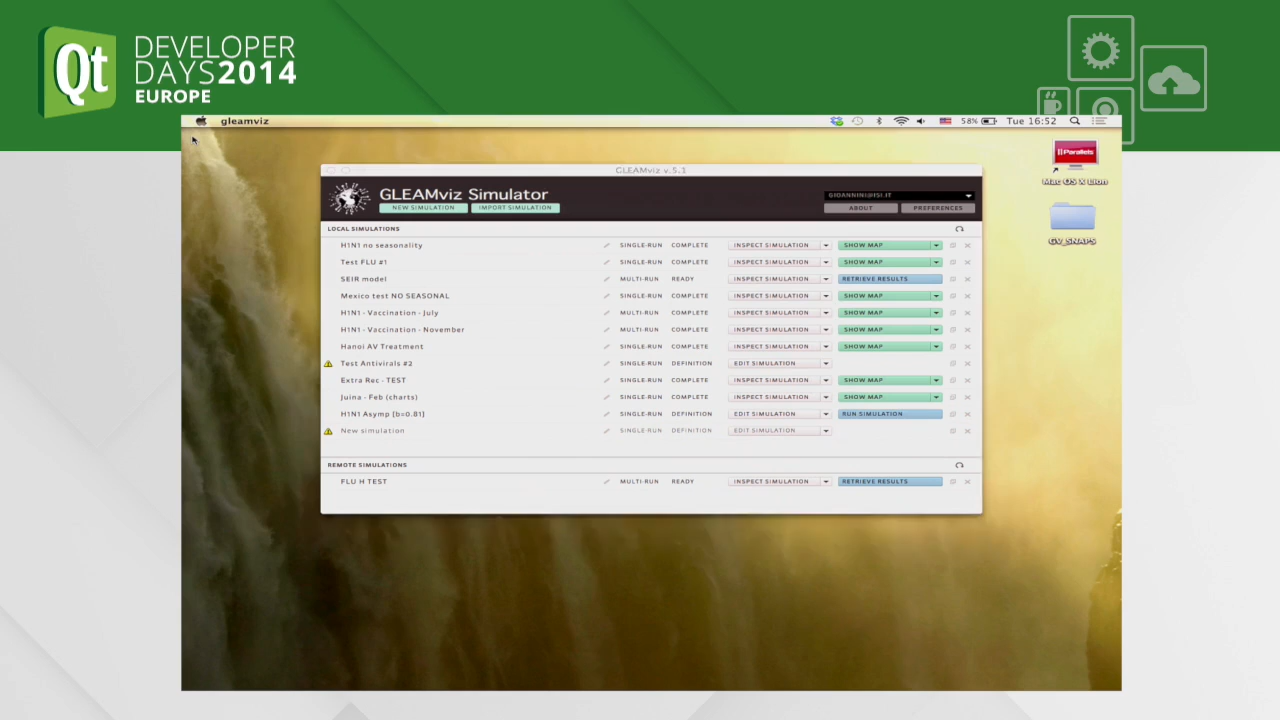 Qt DEVELOPER
DAYS2014
EUROPE
gleamviz
58% Tue 16:52
Parallels
Mac OS X Lion
GV_SNAPS
GLEAMviz v.5.1
GLEAMviz Simulator
NEW SIMULATION IMPORT SIMULATION
GIOANNINI@ISI.IT
ABOUT PREFERENCES
LOCAL SIMULATIONS
H1N1 no seasonality SINGLE-RUN COMPLETE INSPECT SIMULATION SHOW MAP
Test FLU #1 SINGLE-RUN COMPLETE INSPECT SIMULATION SHOW MAP
SEIR model MULTI-RUN READY INSPECT SIMULATION RETRIEVE RESULTS
Mexico test NO SEASONAL SINGLE-RUN COMPLETE INSPECT SIMULATION SHOW MAP
H1N1 - Vaccination - July MULTI-RUN COMPLETE INSPECT SIMULATION SHOW MAP
H1N1 - Vaccination - November MULTI-RUN COMPLETE INSPECT SIMULATION SHOW MAP
Hanoi AV Treatment SINGLE-RUN COMPLETE INSPECT SIMULATION SHOW MAP
Test Antivirals #2 SINGLE-RUN DEFINITION EDIT SIMULATION
Extra Rec - TEST SINGLE-RUN COMPLETE INSPECT SIMULATION SHOW MAP
Juina - Feb (charts) SINGLE-RUN COMPLETE INSPECT SIMULATION SHOW MAP
H1N1 Asymp [b=0.81] SINGLE-RUN DEFINITION EDIT SIMULATION RUN SIMULATION
New simulation SINGLE-RUN DEFINITION EDIT SIMULATION
REMOTE SIMULATIONS
FLU H TEST MULTI-RUN READY INSPECT SIMULATION RETRIEVE RESULTS